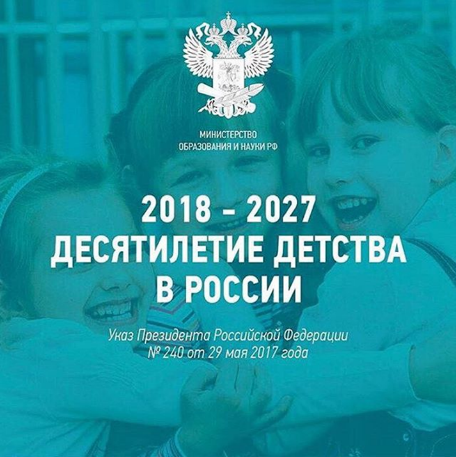 МИНИСТЕРСТВО
ОБРАЗОВАНИЯ И НАУКИ РФ
2018 - 2027
ДЕСЯТИЛЕТИЕ ДЕТСТВА
В РОССИИ
Указ Президента Российской Федерации
№ 240 от 29 мая 2017 года